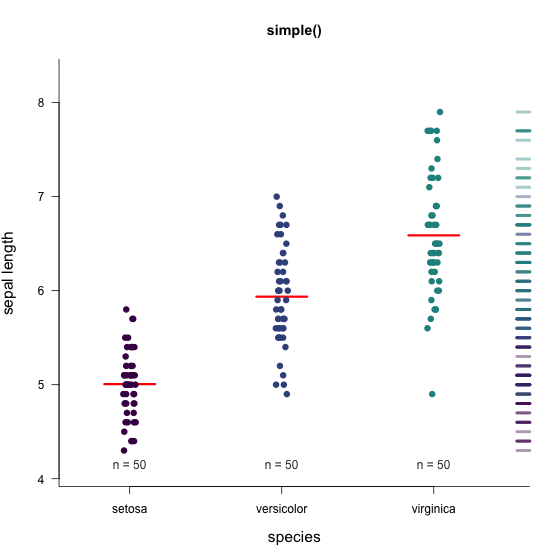 simple()
sepal length
8
7
6
5
4
n = 50
n = 50
n = 50
setosa
versicolor
virginica
species